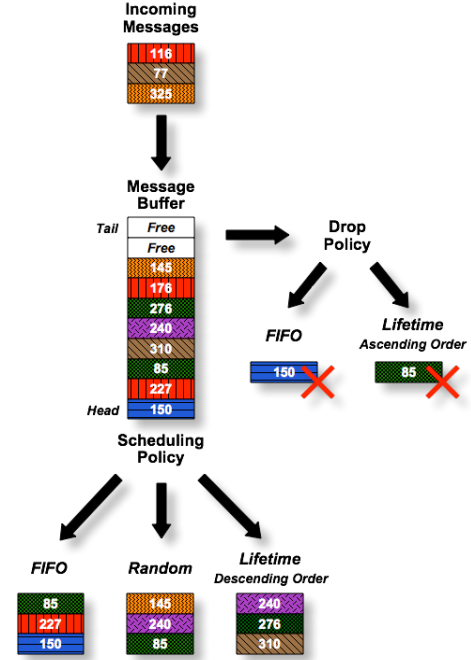 Incoming
Messages
116
77
325
Message
Buffer
Tail
Free
Free
145
176
276
240
310
85
227
Head
150
Drop
Policy
FIFO
150
Lifetime
Ascending Order
85
Scheduling
Policy
FIFO
85
227
150
Random
145
240
85
Lifetime
Descending Order
240
276
310